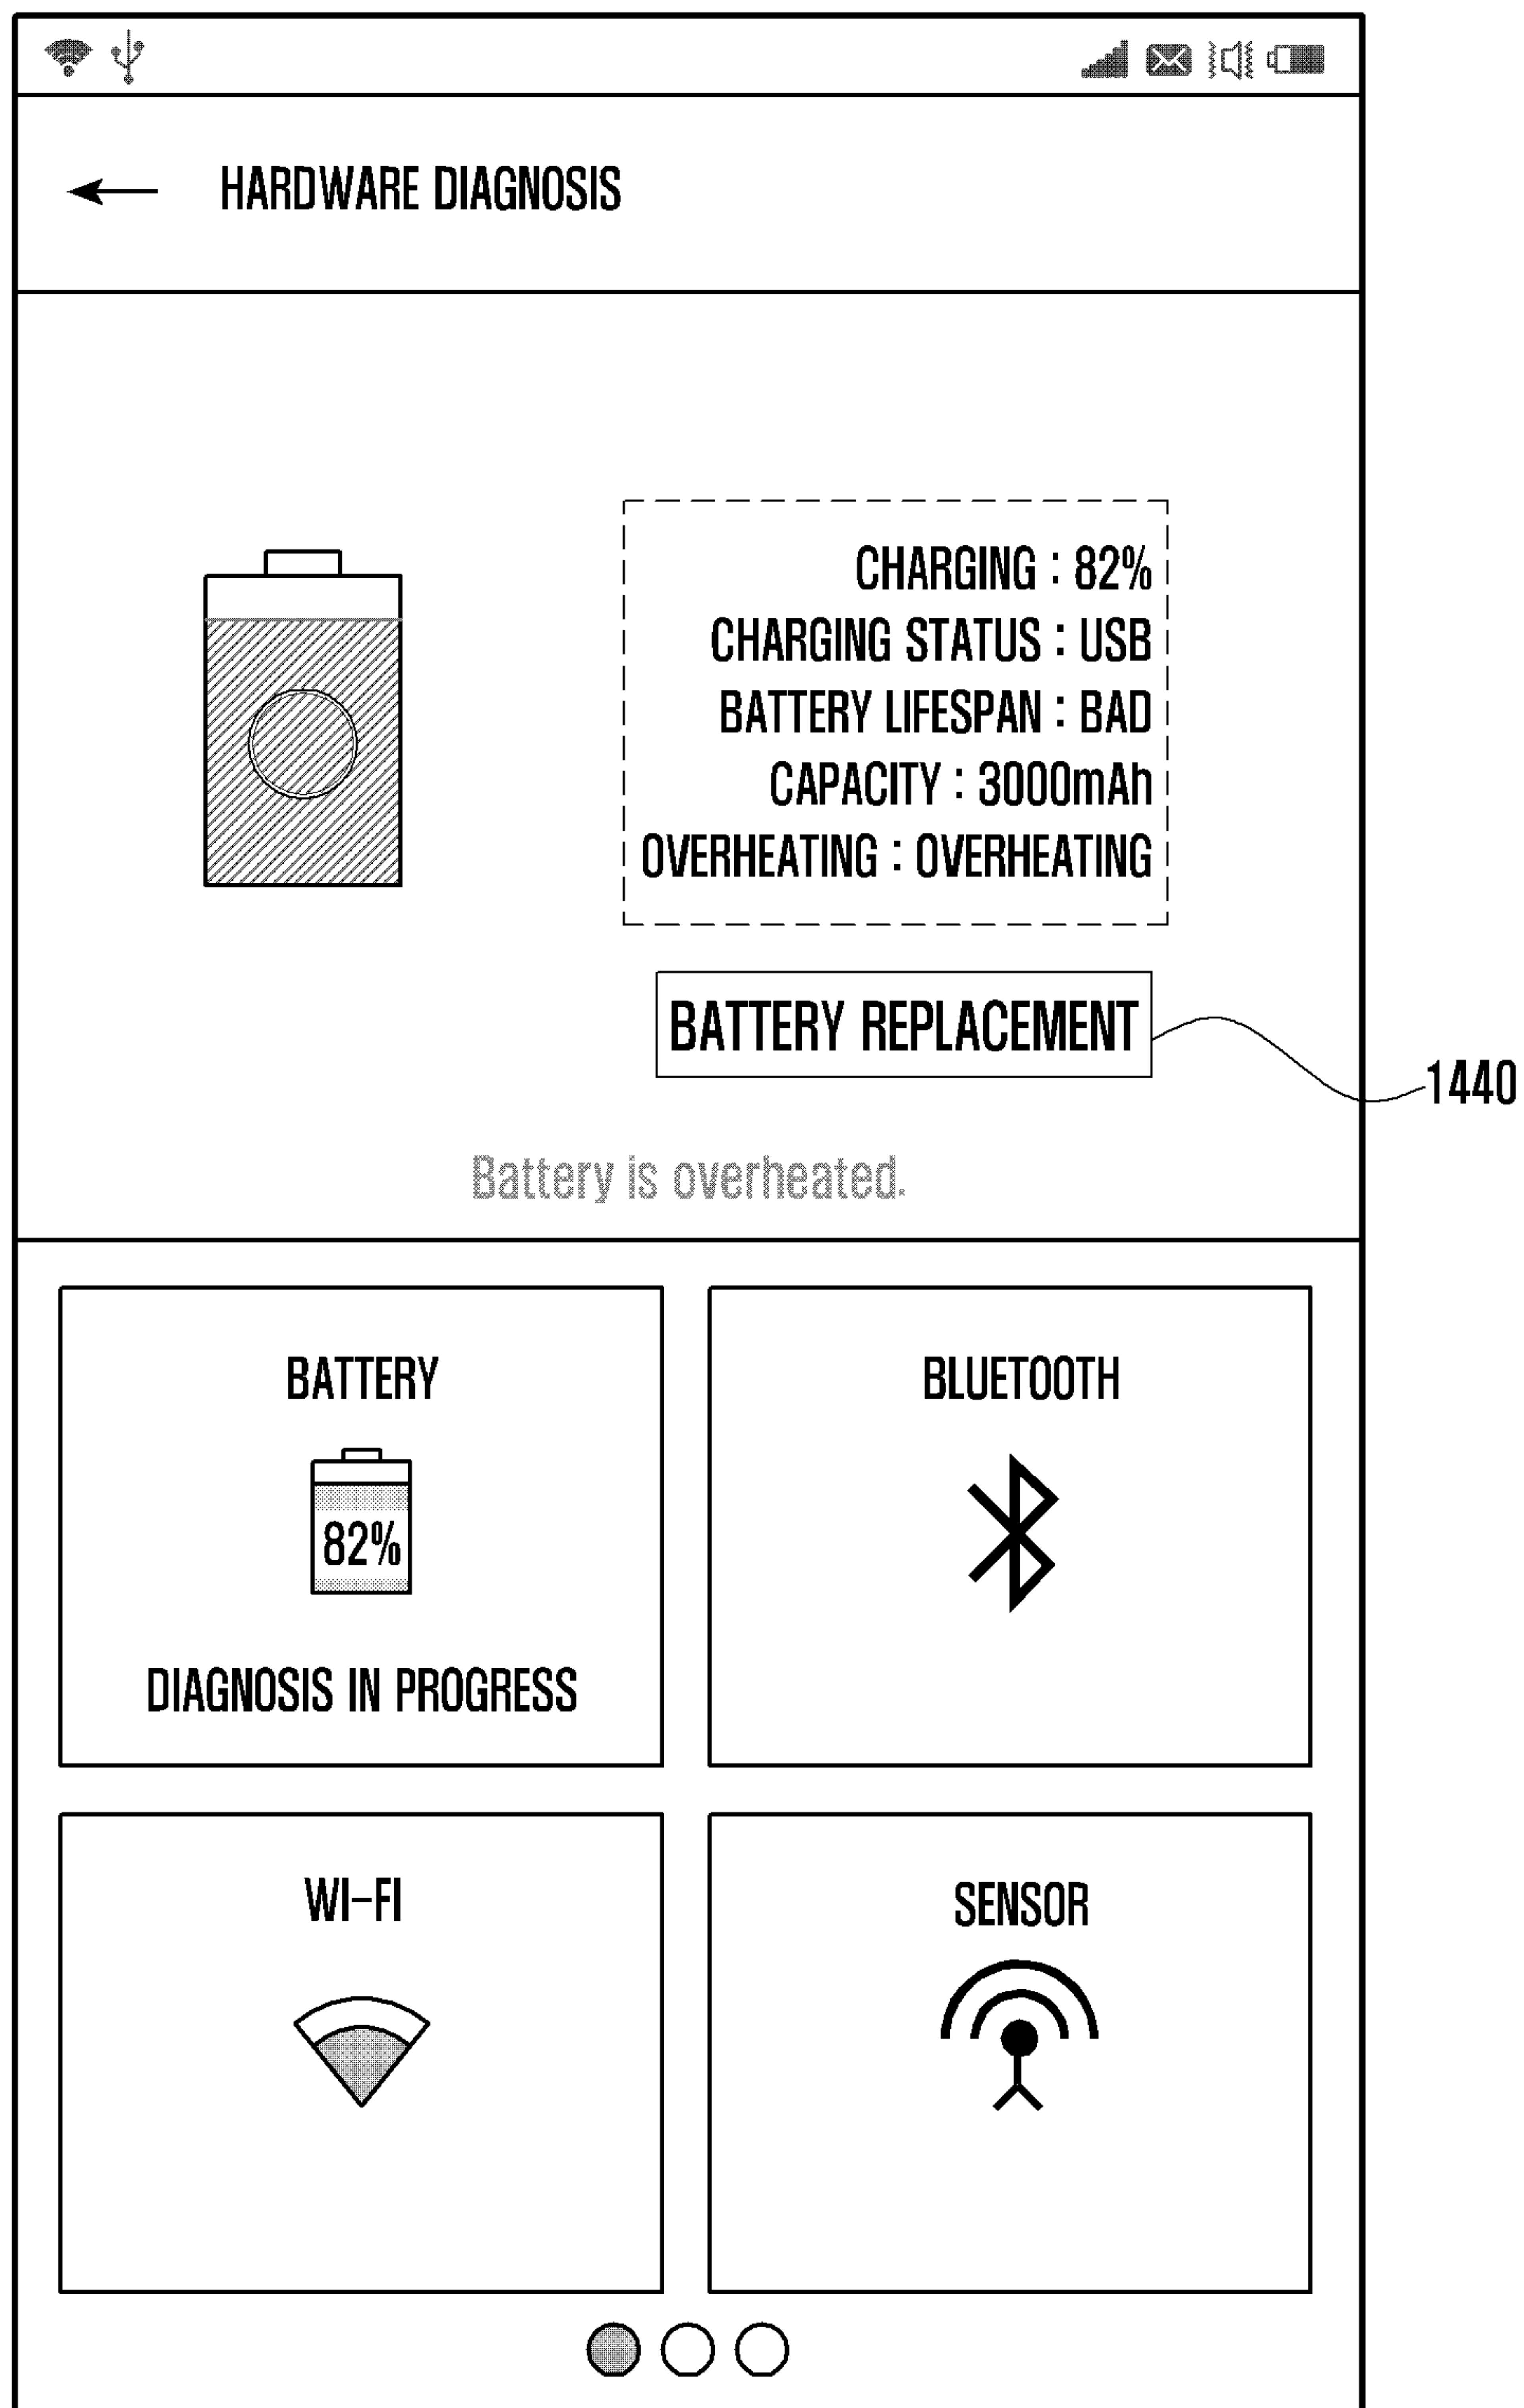 HARDWARE DIAGNOSIS
CHARGING : 82%
CHARGING STATUS : USB
BATTERY LIFESPAN : BAD
CAPACITY : 3000mAh
OVERHEATING : OVERHEATING
BATTERY REPLACEMENT
1440
Battery is overheated.
BATTERY
82%
DIAGNOSIS IN PROGRESS
BLUETOOTH
WI-FI
SENSOR